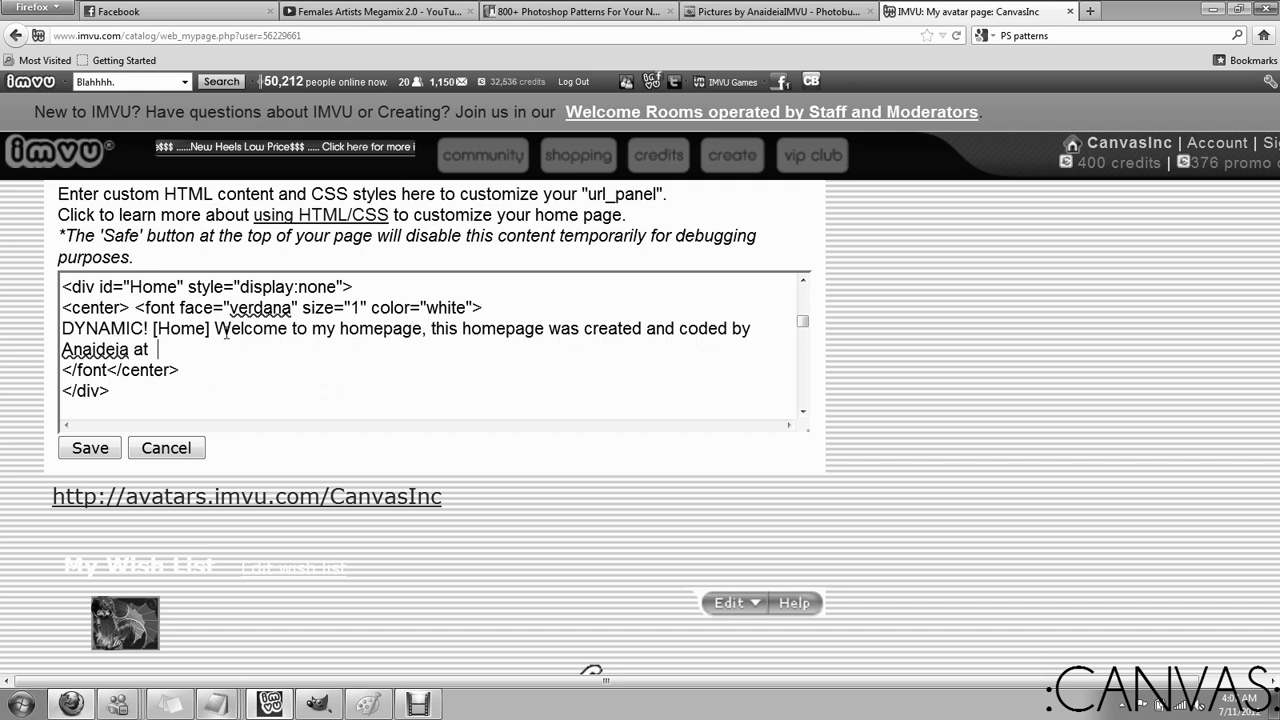 Firefox
Facebook
Females Artists Megamix 2.0 - YouTu...
800+ Photoshop Patterns For Your N...
Pictures by AnaideiaIMVU - Photobu...
IMVU: My avatar page: CanvasInc
www.imvu.com/catalog/web_mypage.php?user=56229661
PS patterns
Most Visited
Getting Started
Bookmarks
imvu
Blahhhh.
Search
50,212 people online now.
20
1,150
32,536 credits
Log Out
IMVU Games
CB
New to IMVU? Have questions about IMVU or Creating? Join us in our Welcome Rooms operated by Staff and Moderators.
imvu
$$$ ......New Heels Low Price$$$ ..... Click here for more i
community
shopping
credits
create
vip club
CanvasInc | Account | Si
400 credits | 376 promo
Enter custom HTML content and CSS styles here to customize your "url_panel".
Click to learn more about using HTML/CSS to customize your home page.
*The 'Safe' button at the top of your page will disable this content temporarily for debugging
purposes.
<div id="Home" style="display:none">
<center> <font face="verdana" size="1" color="white">
DYNAMIC! [Home] Welcome to my homepage, this homepage was created and coded by
Anaideia at
</font</center>
</div>
Save
Cancel
http://avatars.imvu.com/CanvasInc
My Wish List
Edit wish list
Edit
Help
:CANVAS:
7/11/2012